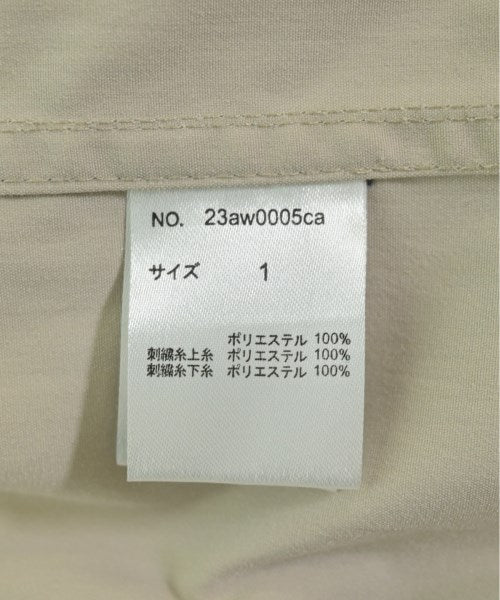 NO. 23aw0005ca
サイズ 1
ポリエステル 100%
刺繍糸上糸 ポリエステル 100%
刺繍糸下糸 ポリエステル 100%